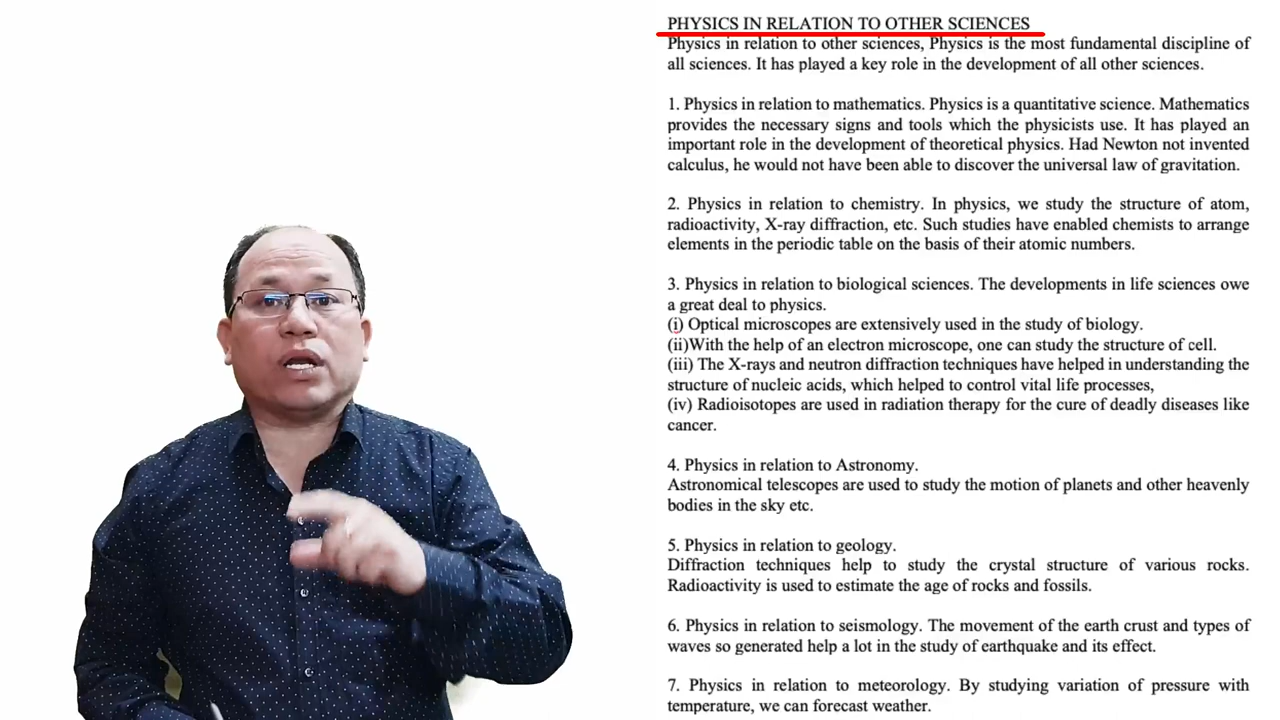 PHYSICS IN RELATION TO OTHER SCIENCES
Physics in relation to other sciences, Physics is the most fundamental discipline of
all sciences. It has played a key role in the development of all other sciences.
1. Physics in relation to mathematics. Physics is a quantitative science. Mathematics
provides the necessary signs and tools which the physicists use. It has played an
important role in the development of theoretical physics. Had Newton not invented
calculus, he would not have been able to discover the universal law of gravitation.
2. Physics in relation to chemistry. In physics, we study the structure of atom,
radioactivity, X-ray diffraction, etc. Such studies have enabled chemists to arrange
elements in the periodic table on the basis of their atomic numbers.
3. Physics in relation to biological sciences. The developments in life sciences owe
a great deal to physics.
(i) Optical microscopes are extensively used in the study of biology.
(ii)With the help of an electron microscope, one can study the structure of cell.
(iii) The X-rays and neutron diffraction techniques have helped in understanding the
structure of nucleic acids, which helped to control vital life processes,
(iv) Radioisotopes are used in radiation therapy for the cure of deadly diseases like
cancer.
4. Physics in relation to Astronomy.
Astronomical telescopes are used to study the motion of planets and other heavenly
bodies in the sky etc.
5. Physics in relation to geology.
Diffraction techniques help to study the crystal structure of various rocks.
Radioactivity is used to estimate the age of rocks and fossils.
6. Physics in relation to seismology. The movement of the earth crust and types of
waves so generated help a lot in the study of earthquake and its effect.
7. Physics in relation to meteorology. By studying variation of pressure with
temperature, we can forecast weather.